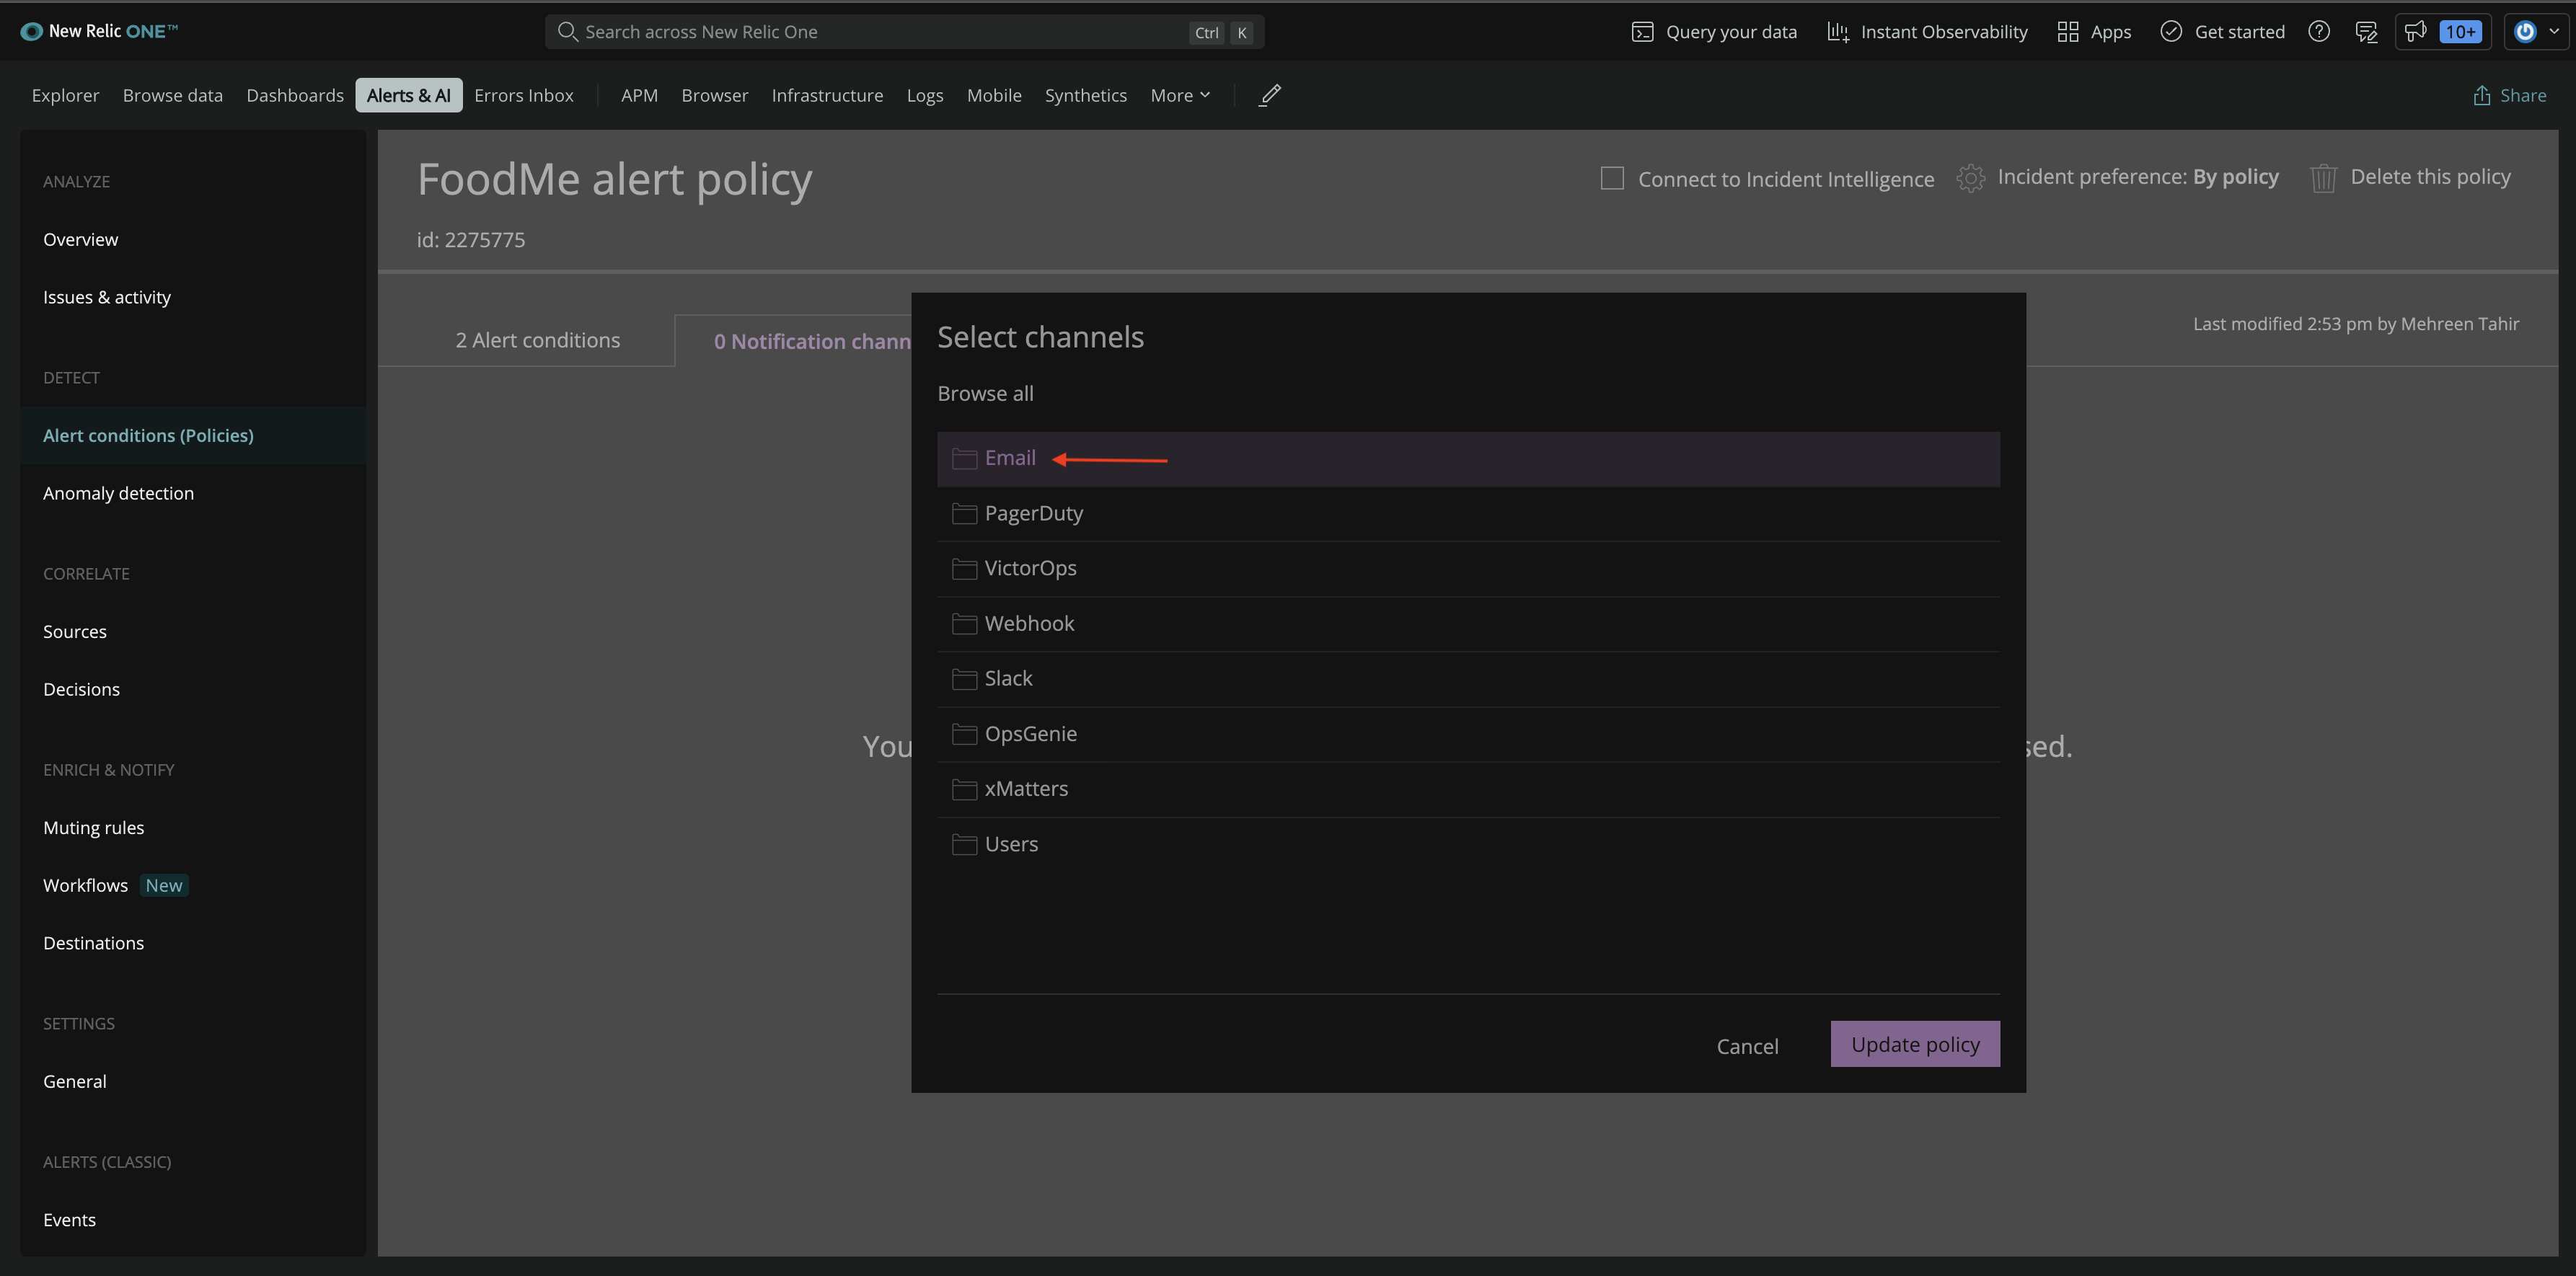 New Relic ONE™
Search across New Relic One
Ctrl K
Query your data
Instant Observability
Apps
Get started
10+
Explorer
Browse data
Dashboards
Alerts & AI
Errors Inbox
APM
Browser
Infrastructure
Logs
Mobile
Synthetics
More
Share
ANALYZE
Overview
Issues & activity
DETECT
Alert conditions (Policies)
Anomaly detection
CORRELATE
Sources
Decisions
ENRICH & NOTIFY
Muting rules
Workflows New
Destinations
SETTINGS
General
ALERTS (CLASSIC)
Events
FoodMe alert policy
Connect to Incident Intelligence
Incident preference: By policy
Delete this policy
id: 2275775
2 Alert conditions
0 Notification chann
Last modified 2:53 pm by Mehreen Tahir
You
sed.
Select channels
Browse all
Email
PagerDuty
VictorOps
Webhook
Slack
OpsGenie
xMatters
Users
Cancel
Update policy